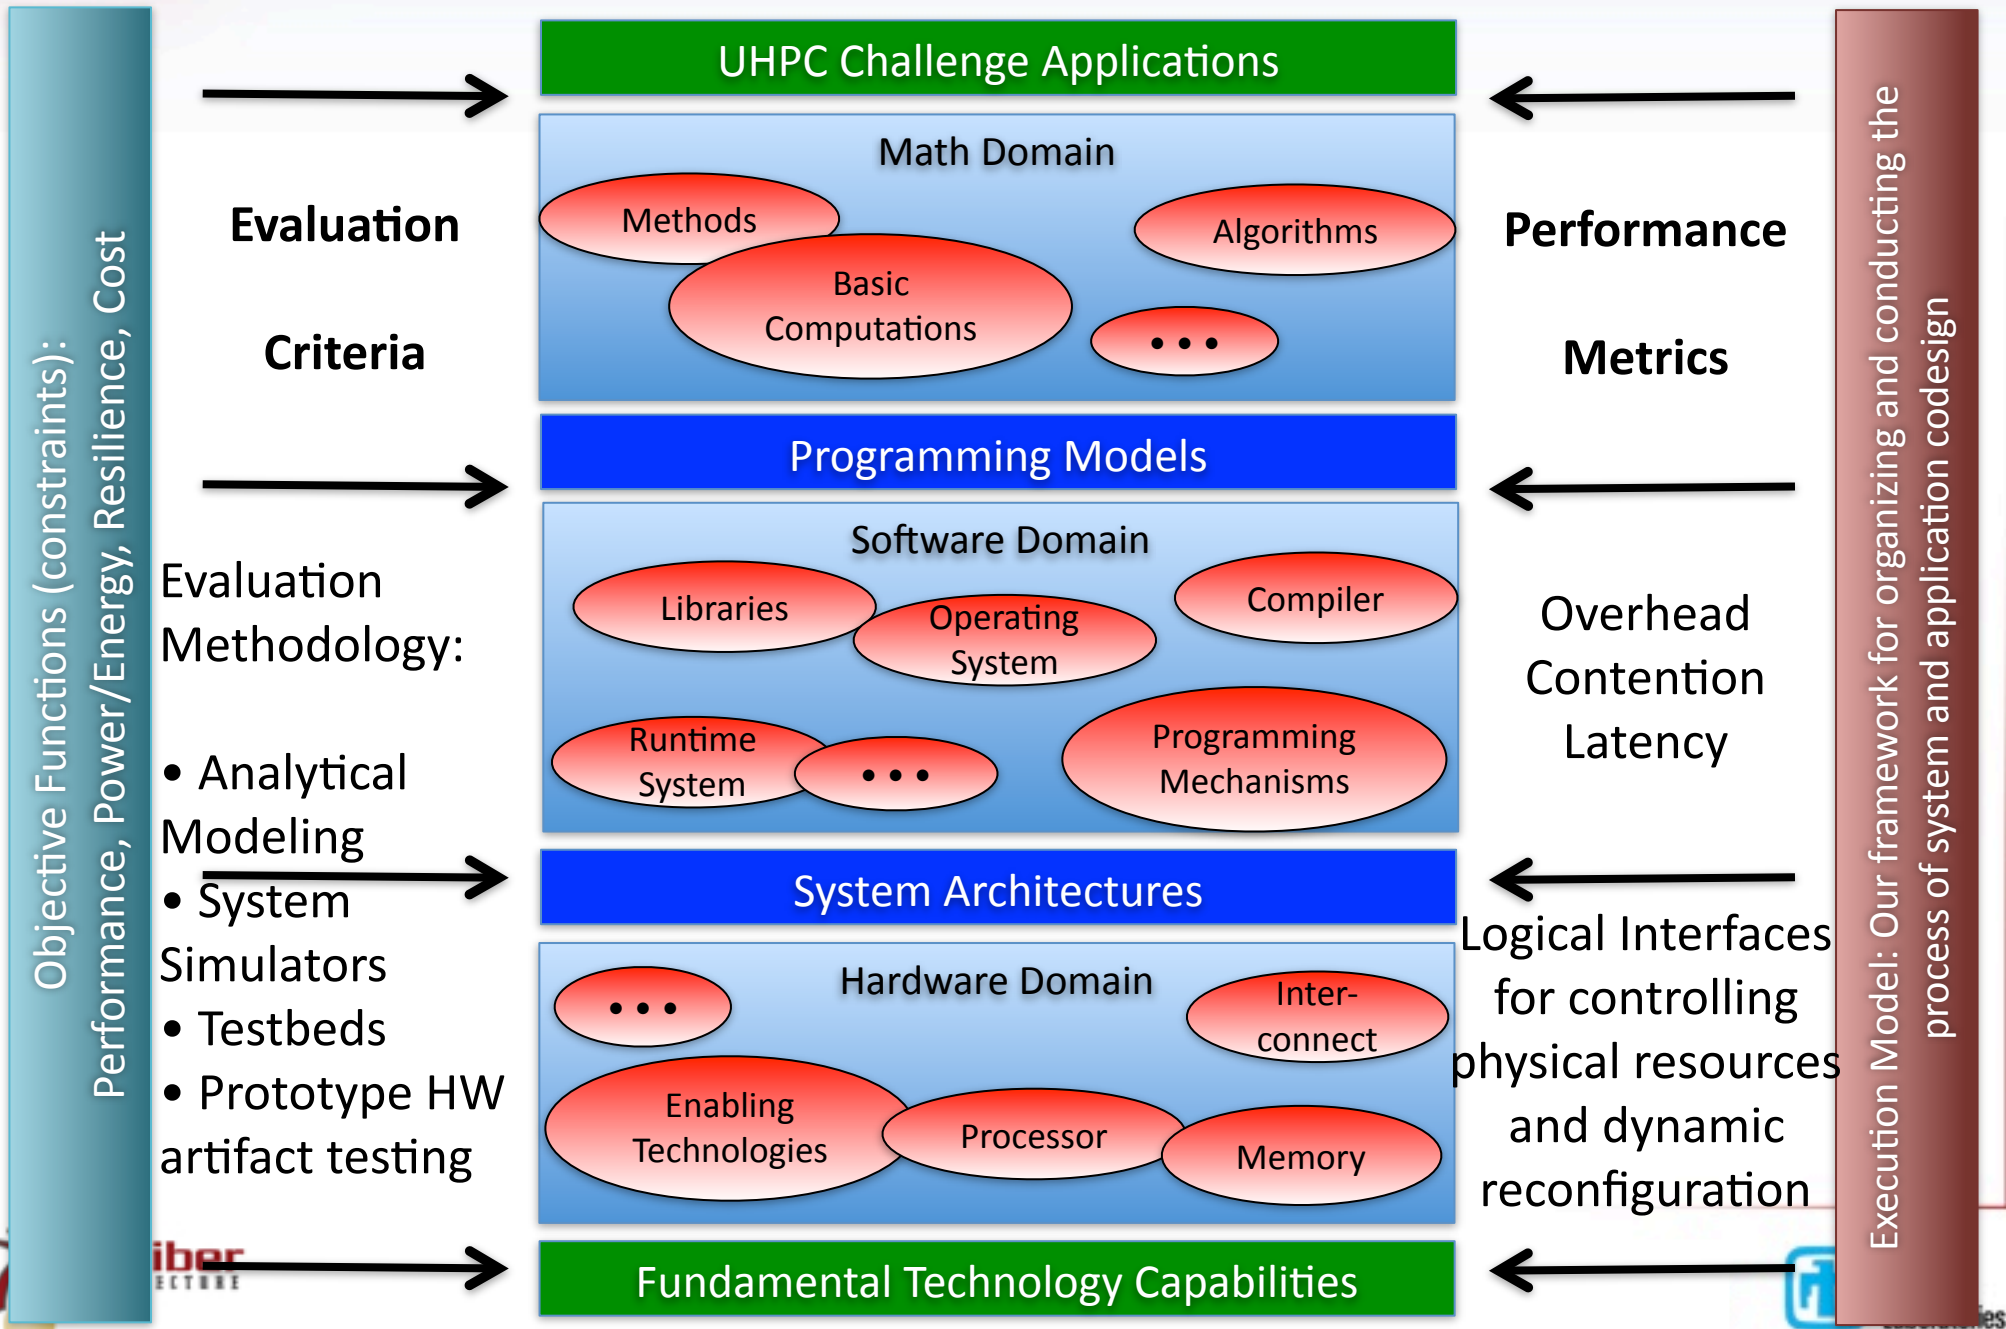 Objective Functions (constraints):
Performance, Power/Energy, Resilience, Cost
Evaluation
Criteria
Evaluation
Methodology:
• Analytical
Modeling
• System
Simulators
• Testbeds
• Prototype HW
artifact testing
UHPC Challenge Applications
Math Domain
Methods
Algorithms
Basic
Computations
•••
Programming Models
Software Domain
Libraries
Operating
System
Compiler
Runtime
System
•••
Programming
Mechanisms
System Architectures
Hardware Domain
•••
Inter-
connect
Enabling
Technologies
Processor
Memory
Fundamental Technology Capabilities
Performance
Metrics
Overhead
Contention
Latency
Logical Interfaces
for controlling
physical resources
and dynamic
reconfiguration
Execution Model: Our framework for organizing and conducting the
process of system and application codesign